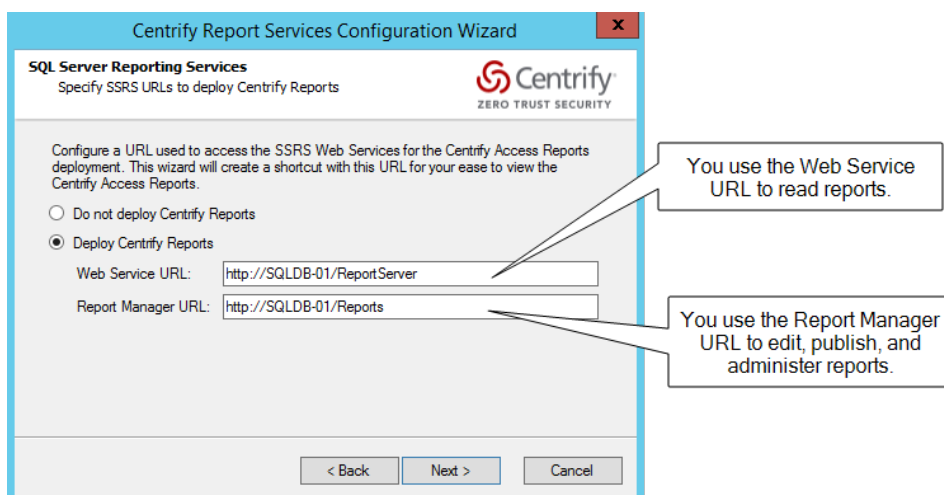 Centrify Report Services Configuration Wizard
x
SQL Server Reporting Services
Specify SSRS URLs to deploy Centrify Reports
Centrify
ZERO TRUST SECURITY
Configure a URL used to access the SSRS Web Services for the Centrify Access Reports
deployment. This wizard will create a shortcut with this URL for your ease to view the
Centrify Access Reports.
Do not deploy Centrify Reports
Deploy Centrify Reports
Web Service URL: http://SQLDB-01/ReportServer
Report Manager URL: http://SQLDB-01/Reports
You use the Web Service
URL to read reports.
You use the Report Manager
URL to edit, publish, and
administer reports.
< Back Next > Cancel